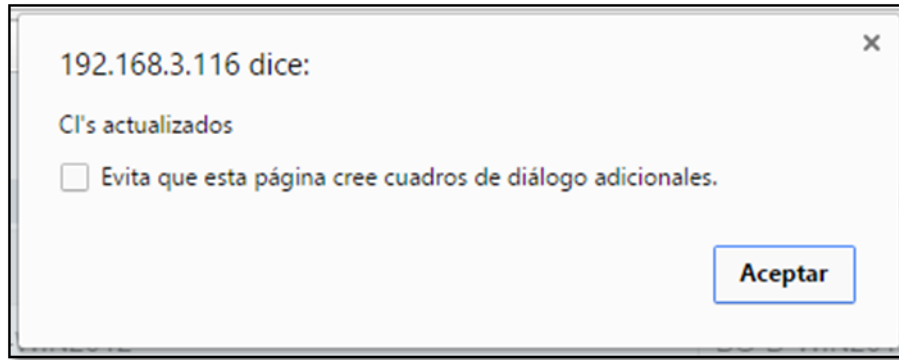 192.168.3.116 dice:
CI's actualizados
Evita que esta página cree cuadros de diálogo adicionales.
Aceptar